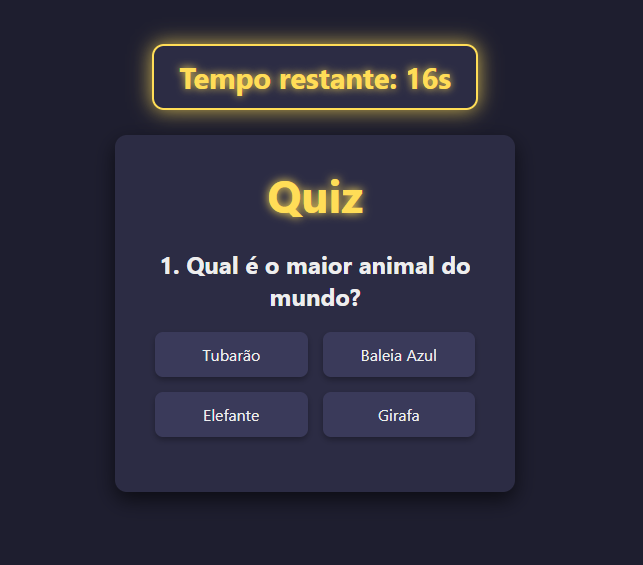 Tempo restante: 16s
Quiz
1. Qual é o maior animal do
mundo?
Tubarão
Baleia Azul
Elefante
Girafa